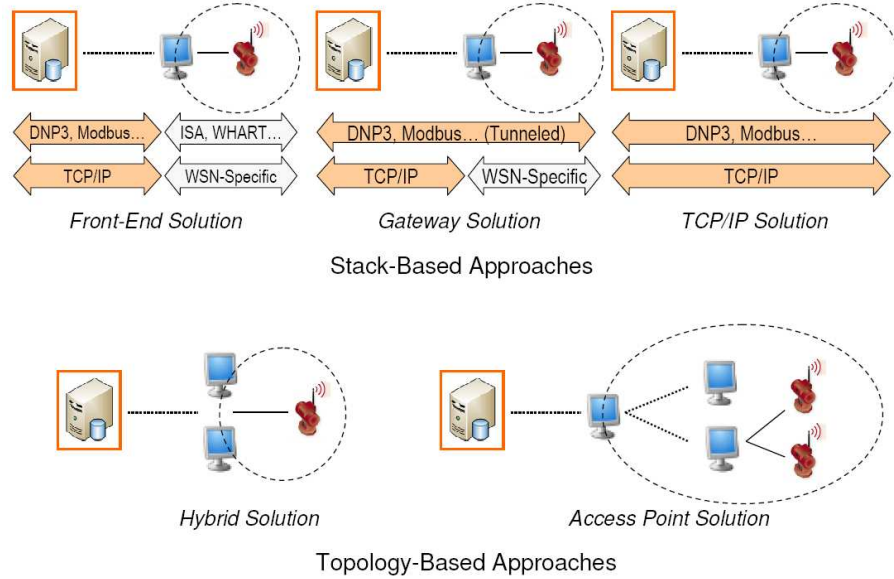 DNP3, Modbus… ISA, WHART… DNP3, Modbus… (Tunneled) DNP3, Modbus…
TCP/IP WSN-Specific TCP/IP WSN-Specific TCP/IP
Front-End Solution Gateway Solution TCP/IP Solution
Stack-Based Approaches
Hybrid Solution Access Point Solution
Topology-Based Approaches